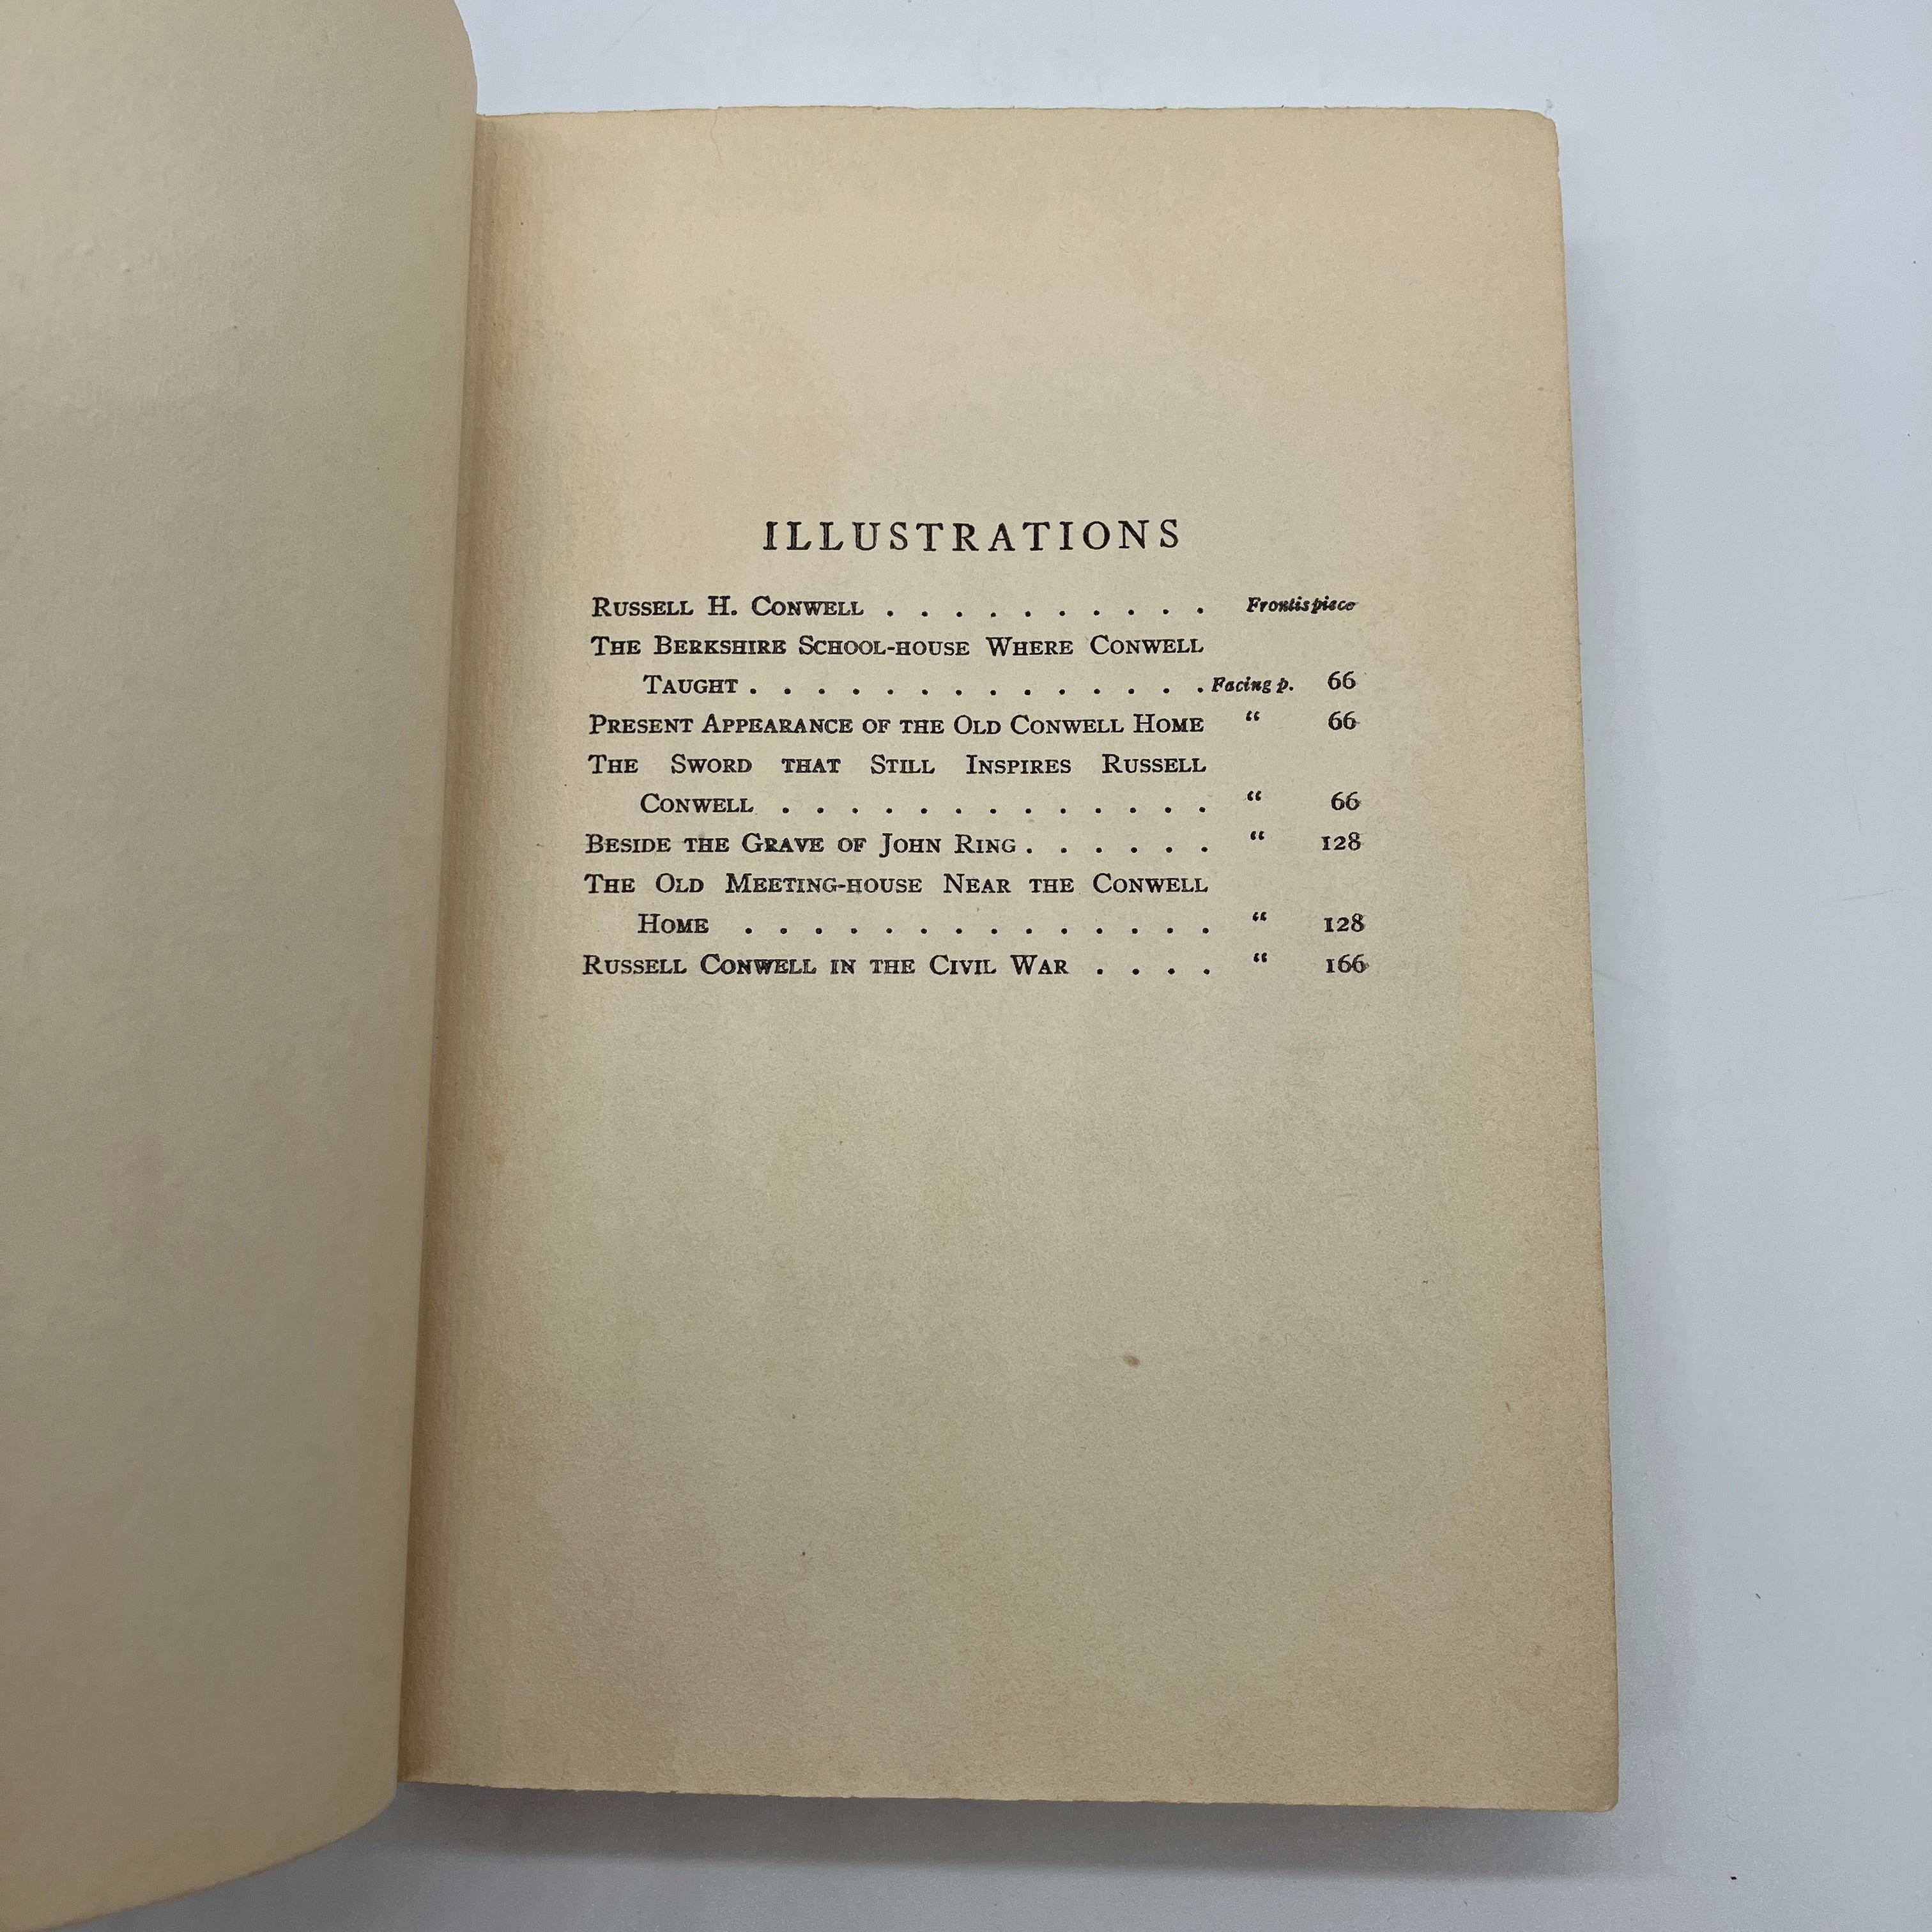 ILLUSTRATIONS
RUSSELL H. CONWELL . . . . . . . . . . Frontispiece
THE BERKSHIRE SCHOOL-HOUSE WHERE CONWELL
TAUGHT . . . . . . . . . . . . . . Facing p. 66
PRESENT APPEARANCE OF THE OLD CONWELL HOME “ 66
THE SWORD THAT STILL INSPIRES RUSSELL
CONWELL . . . . . . . . . . . . . “ 66
BESIDE THE GRAVE OF JOHN RING . . . . . . “ 128
THE OLD MEETING-HOUSE NEAR THE CONWELL
HOME . . . . . . . . . . . . . . “ 128
RUSSELL CONWELL IN THE CIVIL WAR . . . . “ 166